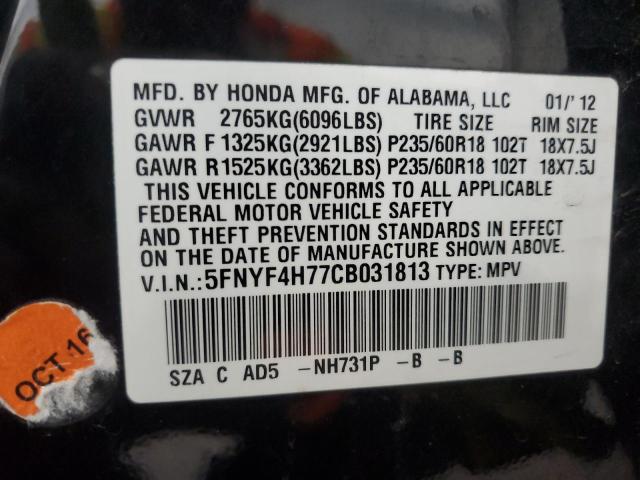 MFD. BY HONDA MFG. OF ALABAMA, LLC 01/'12
GVWR 2765KG(6096LBS) TIRE SIZE RIM SIZE
GAWR F 1325KG(2921LBS) P235/60R18 102T 18X7.5J
GAWR R 1525KG(3362LBS) P235/60R18 102T 18X7.5J
THIS VEHICLE CONFORMS TO ALL APPLICABLE
FEDERAL MOTOR VEHICLE SAFETY
AND THEFT PREVENTION STANDARDS IN EFFECT
ON THE DATE OF MANUFACTURE SHOWN ABOVE.
V.I.N.:5FNYF4H77CB031813 TYPE: MPV
SZA C AD5 -NH731P -B -B
OCT 16